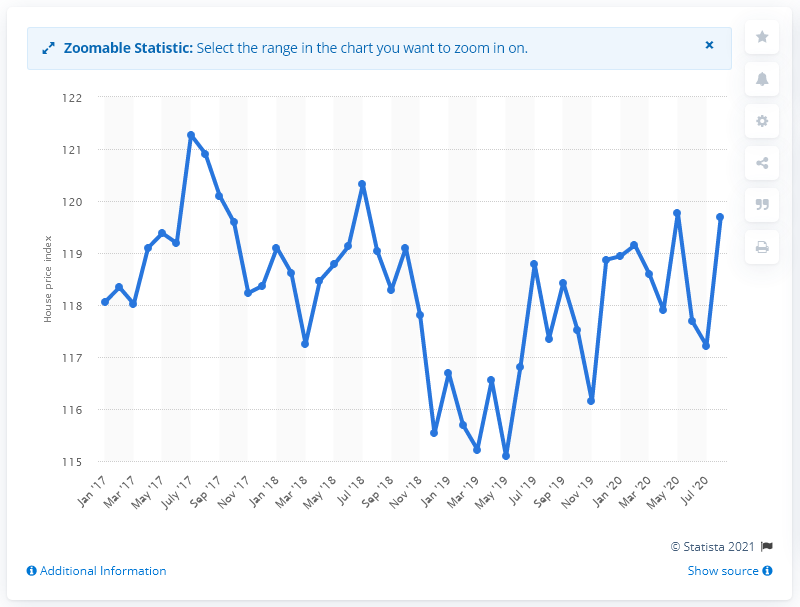 Zoomable Statistic: Select the range in the chart you want to zoom in on.
122
121
120
119
118
117
116
115
House price index
Jan '17
Mar '17
May '17
July '17
Sep '17
Nov '17
Jan '18
Mar '18
May '18
Jul '18
Sep '18
Nov '18
Jan '19
Mar '19
May '19
Jul '19
Sep '19
Nov '19
Jan '20
Mar '20
May '20
Jul '20
© Statista 2021
Additional Information
Show source